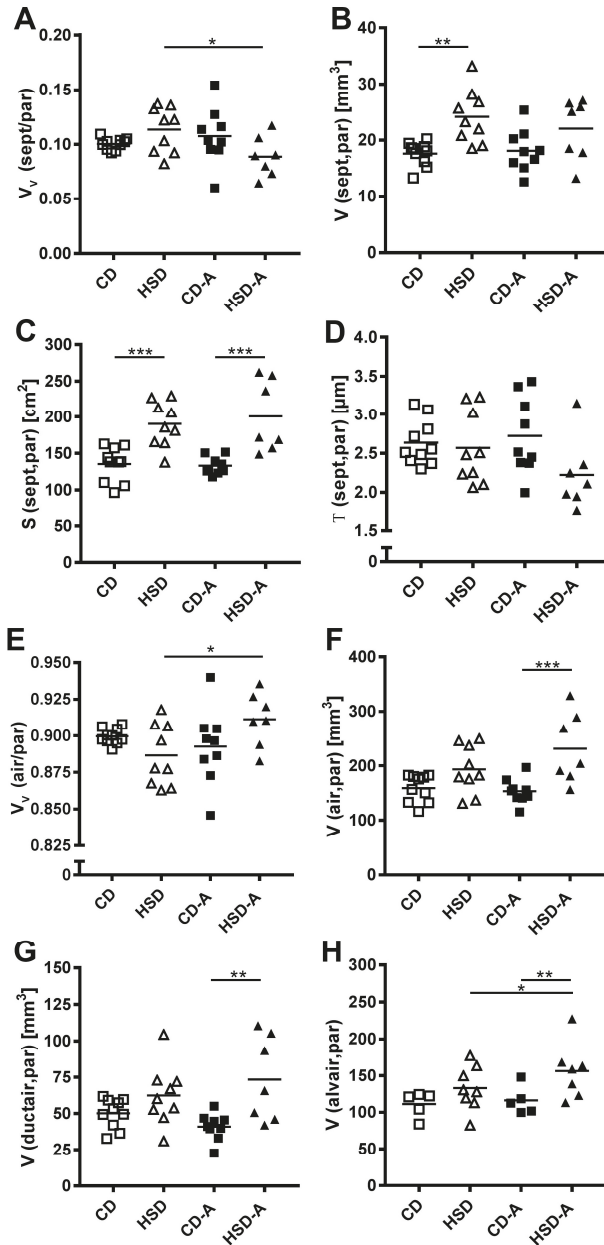 A
Vv (sept/par)
0.20
0.15
0.10
0.05
0.00
*
CD
HSD
CD-A
HSD-A
B
V (sept,par) [mm3]
40
30
20
10
0
**
CD
HSD
CD-A
HSD-A
C
S (sept,par) [cm2]
300
250
200
150
100
50
0
***
***
CD
HSD
CD-A
HSD-A
D
T (sept,par) [µm]
4.0
3.5
3.0
2.5
2.0
1.5
0
CD
HSD
CD-A
HSD-A
E
Vv (air/par)
0.950
0.925
0.900
0.875
0.850
0.825
0
*
CD
HSD
CD-A
HSD-A
F
V (air,par) [mm3]
400
300
200
100
0
***
CD
HSD
CD-A
HSD-A
G
V (ductair,par) [mm3]
150
125
100
75
50
25
0
**
CD
HSD
CD-A
HSD-A
H
V (alvair,par)
300
250
200
150
100
50
0
**
*
CD
HSD
CD-A
HSD-A